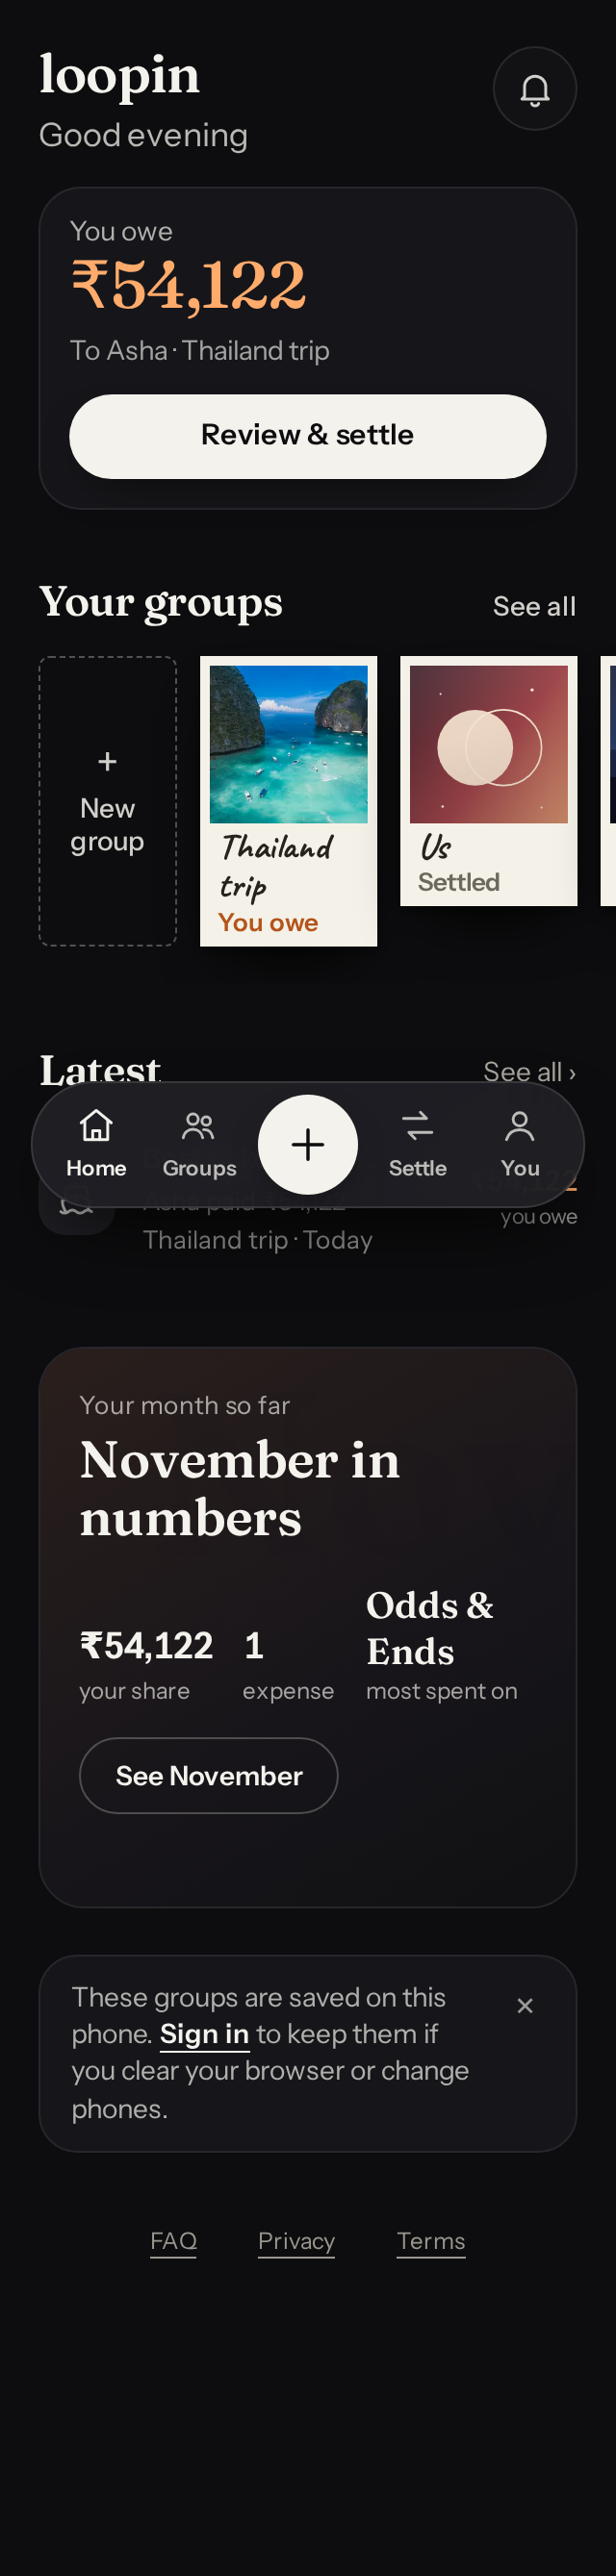 loopin
Good evening
You owe
₹54,122
To Asha · Thailand trip
Review & settle
Your groups
See all
+
New
group
Thailand
trip
You owe
Us
Settled
Latest
See all ›
Home
Groups
Settle
You
Asha paid ₹54,122
you owe
Thailand trip · Today
Your month so far
November in
numbers
₹54,122
your share
1
expense
Odds &
Ends
most spent on
See November
These groups are saved on this
phone. Sign in to keep them if
you clear your browser or change
phones.
✕
FAQ
Privacy
Terms